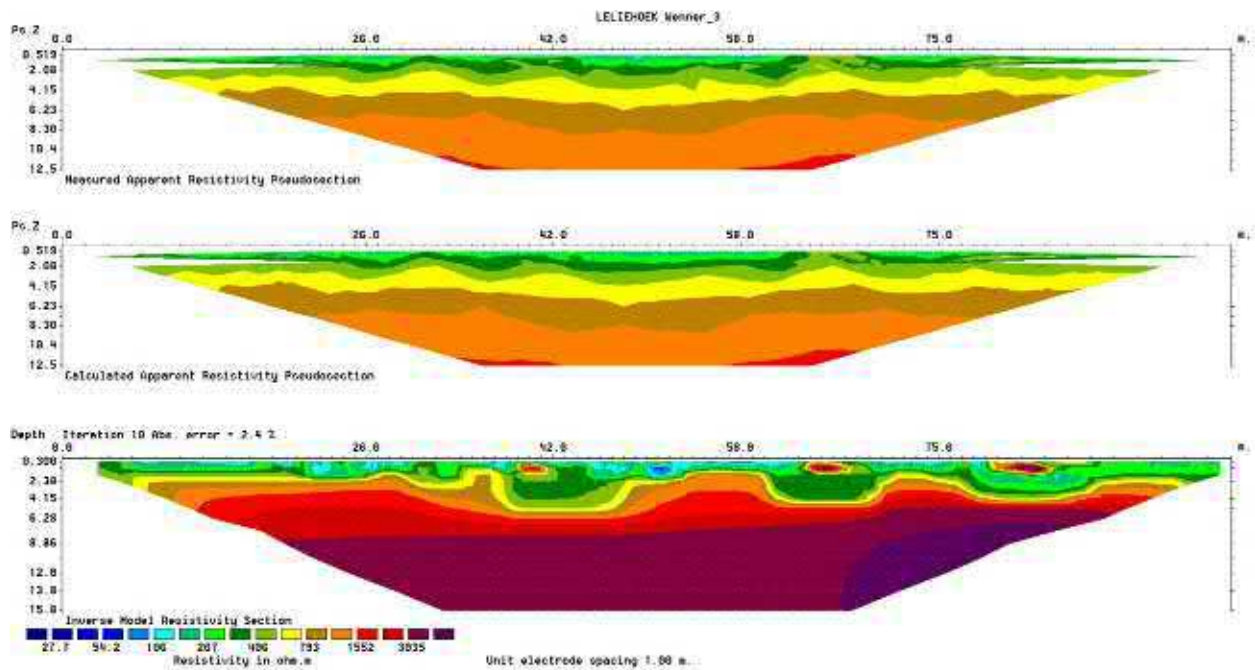 LELIEHOEK Wenner_3
Ps.Z 0.0 26.0 42.0 58.0 75.0 m.
0.519
2.08
4.15
6.23
8.30
10.4
12.5
Measured Apparent Resistivity Pseudosection
Ps.Z 0.0 26.0 42.0 58.0 75.0 m.
0.519
2.08
4.15
6.23
8.30
10.4
12.5
Calculated Apparent Resistivity Pseudosection
Depth Iteration 10 Abs. error = 2.4 %
0.0 26.0 42.0 58.0 75.0 m.
2.30
4.15
6.28
8.86
15.0
Inverse Model Resistivity Section
27.7 54.2 106 207 406 793 1552 3035
Resistivity in ohm.m Unit electrode spacing 1.00 m.